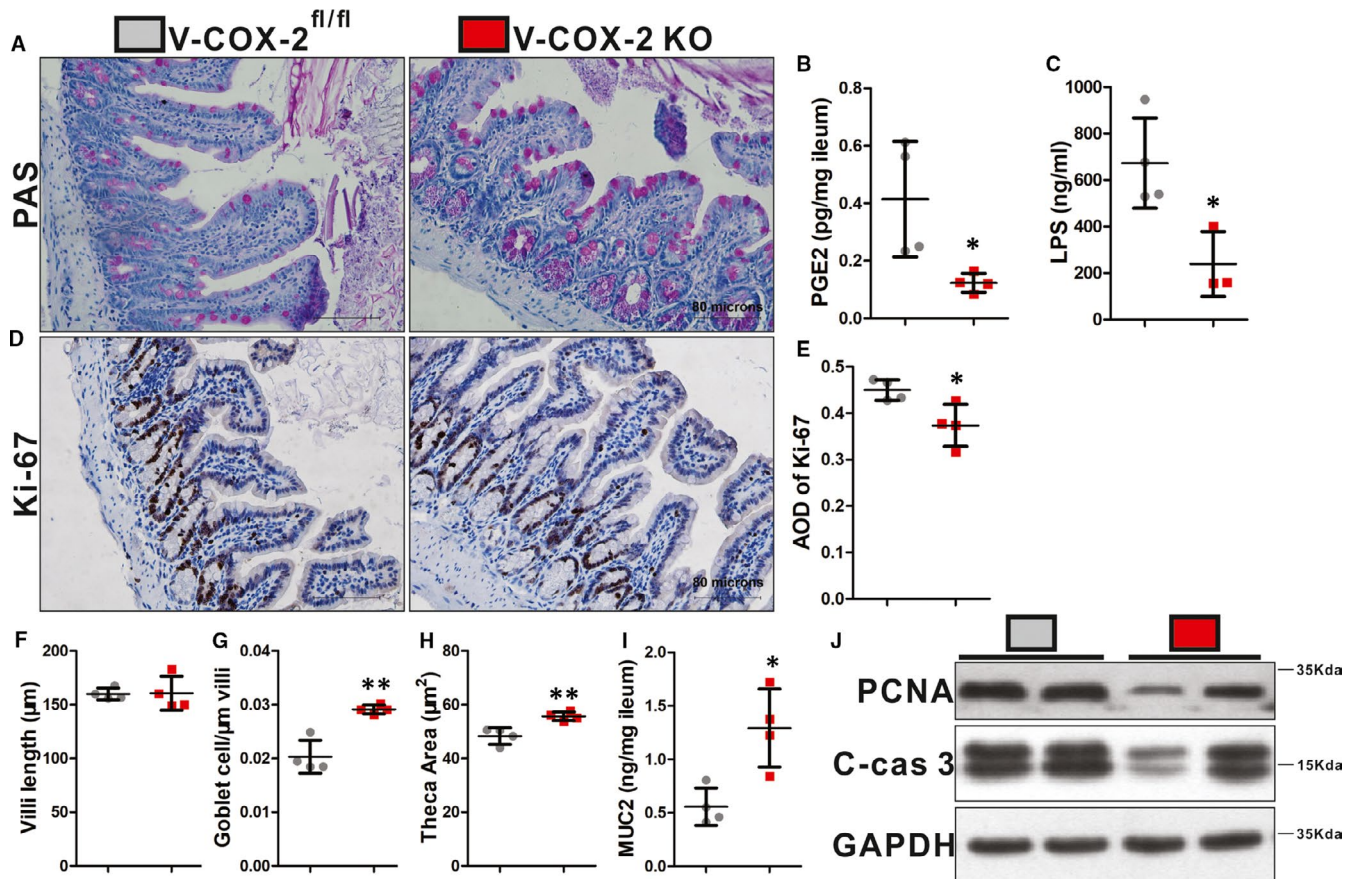 V-COX-2 fl/fl
V-COX-2 KO
A
PAS
80 microns
B
PGE2 (pg/mg ileum)
0.8
0.6
0.4
0.2
0.0
*
C
LPS (ng/ml)
1000
800
600
400
200
0
*
D
Ki-67
80 microns
E
AOD of Ki-67
0.5
0.4
0.3
0.2
0.1
0.0
*
F
Villi length (μm)
200
150
100
50
0
G
Goblet cell/μm villi
0.04
0.03
0.02
0.01
0.00
**
H
Theca Area (μm²)
80
60
40
20
0
**
I
MUC2 (ng/mg ileum)
2.0
1.5
1.0
0.5
0.0
*
J
PCNA
35Kda
C-cas 3
15Kda
GAPDH
35Kda